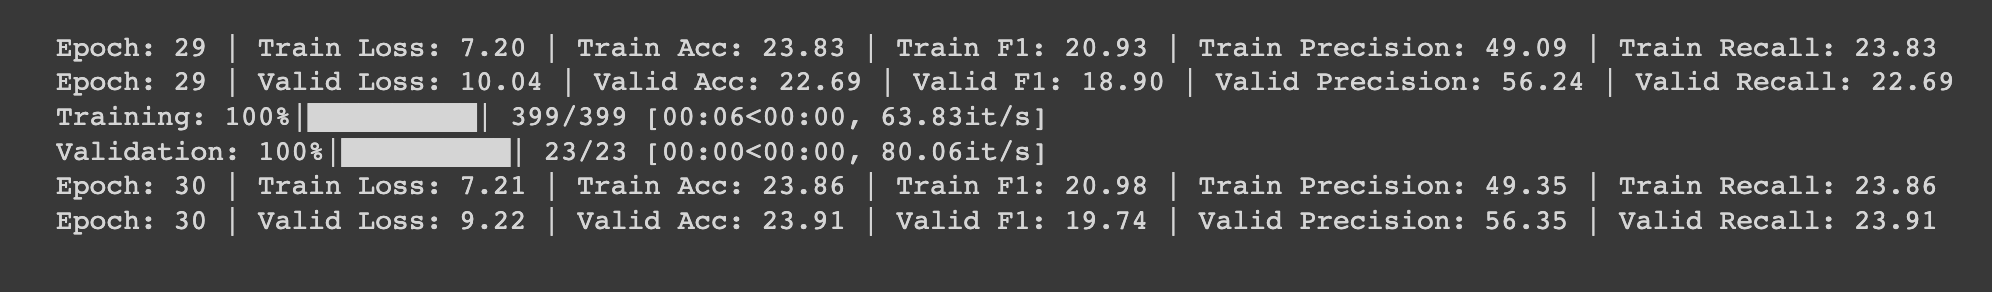 Epoch: 29 | Train Loss: 7.20 | Train Acc: 23.83 | Train F1: 20.93 | Train Precision: 49.09 | Train Recall: 23.83
Epoch: 29 | Valid Loss: 10.04 | Valid Acc: 22.69 | Valid F1: 18.90 | Valid Precision: 56.24 | Valid Recall: 22.69
Training: 100%|██████████| 399/399 [00:06<00:00, 63.83it/s]
Validation: 100%|██████████| 23/23 [00:00<00:00, 80.06it/s]
Epoch: 30 | Train Loss: 7.21 | Train Acc: 23.86 | Train F1: 20.98 | Train Precision: 49.35 | Train Recall: 23.86
Epoch: 30 | Valid Loss: 9.22 | Valid Acc: 23.91 | Valid F1: 19.74 | Valid Precision: 56.35 | Valid Recall: 23.91